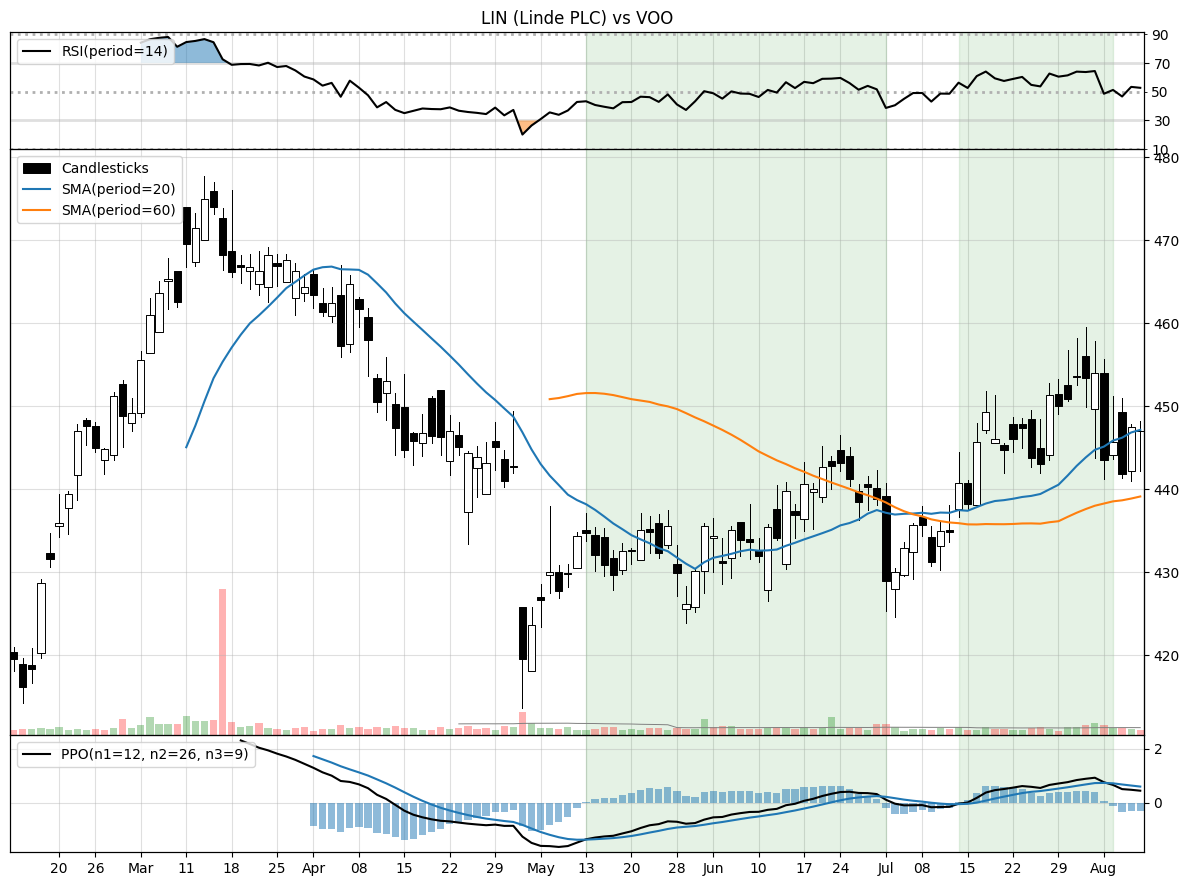 LIN (Linde PLC) vs VOO
RSI(period=14)
90
70
50
30
10
Candlesticks
SMA(period=20)
SMA(period=60)
480
470
460
450
440
430
420
PPO(n1=12, n2=26, n3=9)
2
0
20 26 Mar 11 18 25 Apr 08 15 22 29 May 13 20 28 Jun 10 17 24 Jul 08 15 22 29 Aug